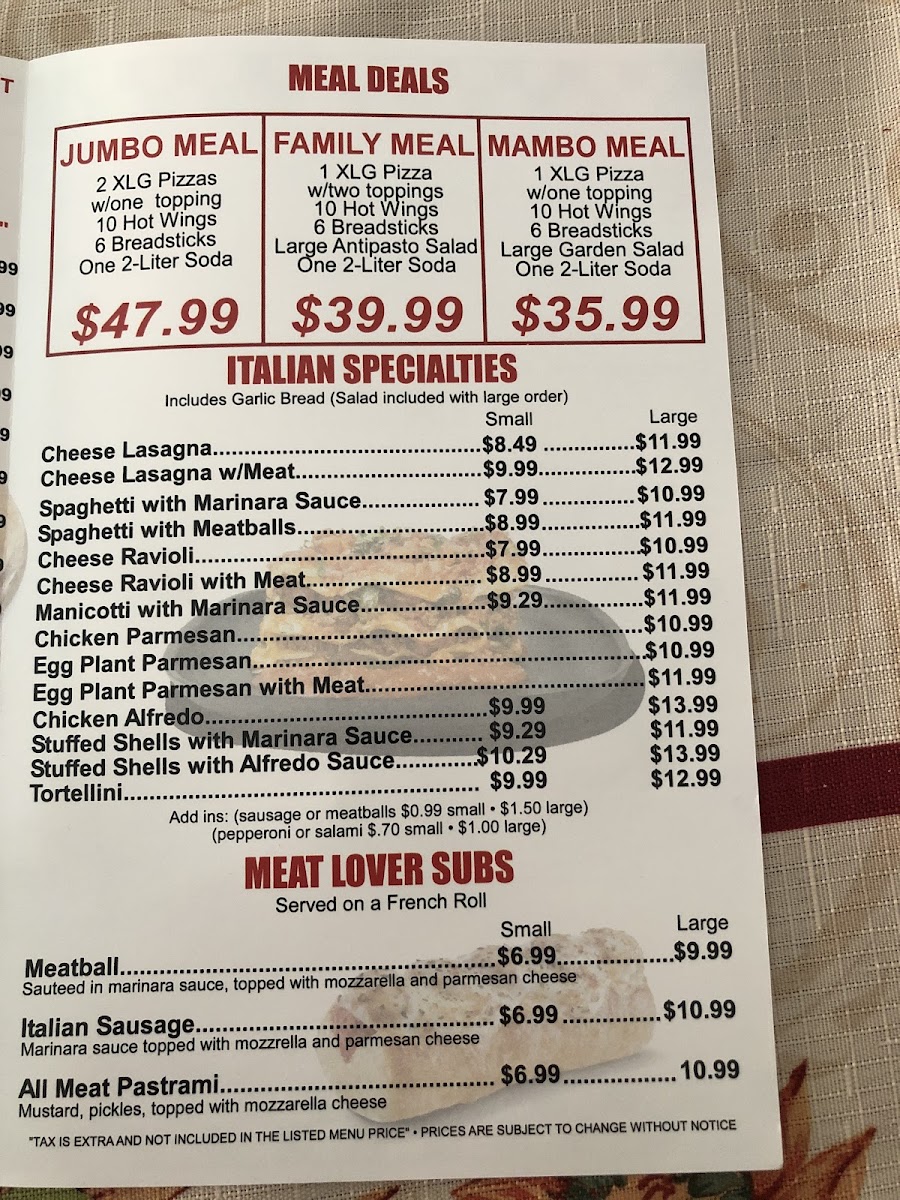 MEAL DEALS
JUMBO MEAL
2 XLG Pizzas
w/one topping
10 Hot Wings
6 Breadsticks
One 2-Liter Soda
$47.99
FAMILY MEAL
1 XLG Pizza
w/two toppings
10 Hot Wings
6 Breadsticks
Large Antipasto Salad
One 2-Liter Soda
$39.99
MAMBO MEAL
1 XLG Pizza
w/one topping
10 Hot Wings
6 Breadsticks
Large Garden Salad
One 2-Liter Soda
$35.99
ITALIAN SPECIALTIES
Includes Garlic Bread (Salad included with large order)
Small Large
Cheese Lasagna $8.49 $11.99
Cheese Lasagna w/Meat $9.99 $12.99
Spaghetti with Marinara Sauce $7.99 $10.99
Spaghetti with Meatballs $8.99 $11.99
Cheese Ravioli $7.99 $10.99
Cheese Ravioli with Meat $8.99 $11.99
Manicotti with Marinara Sauce $9.29 $11.99
Chicken Parmesan $10.99
Egg Plant Parmesan $10.99
Egg Plant Parmesan with Meat $11.99
Chicken Alfredo $9.99 $13.99
Stuffed Shells with Marinara Sauce $9.29 $11.99
Stuffed Shells with Alfredo Sauce $10.29 $13.99
Tortellini $9.99 $12.99
Add ins: (sausage or meatballs $0.99 small • $1.50 large)
(pepperoni or salami $.70 small • $1.00 large)
MEAT LOVER SUBS
Served on a French Roll
Small Large
Meatball $6.99 $9.99
Sauteed in marinara sauce, topped with mozzarella and parmesan cheese
Italian Sausage $6.99 $10.99
Marinara sauce topped with mozzrella and parmesan cheese
All Meat Pastrami $6.99 10.99
Mustard, pickles, topped with mozzarella cheese
"TAX IS EXTRA AND NOT INCLUDED IN THE LISTED MENU PRICE" • PRICES ARE SUBJECT TO CHANGE WITHOUT NOTICE